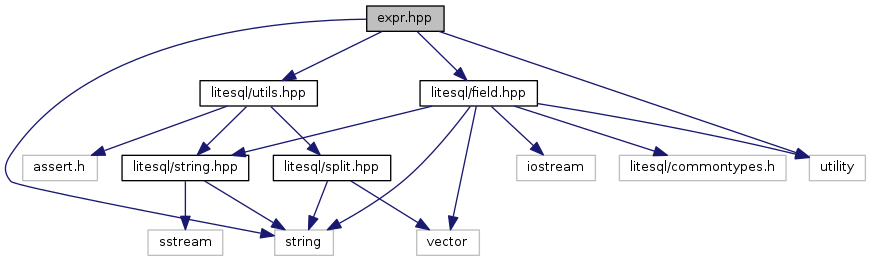 expr.hpp
litesql/utils.hpp
litesql/field.hpp
assert.h
litesql/string.hpp
litesql/split.hpp
iostream
litesql/commontypes.h
utility
sstream
string
vector